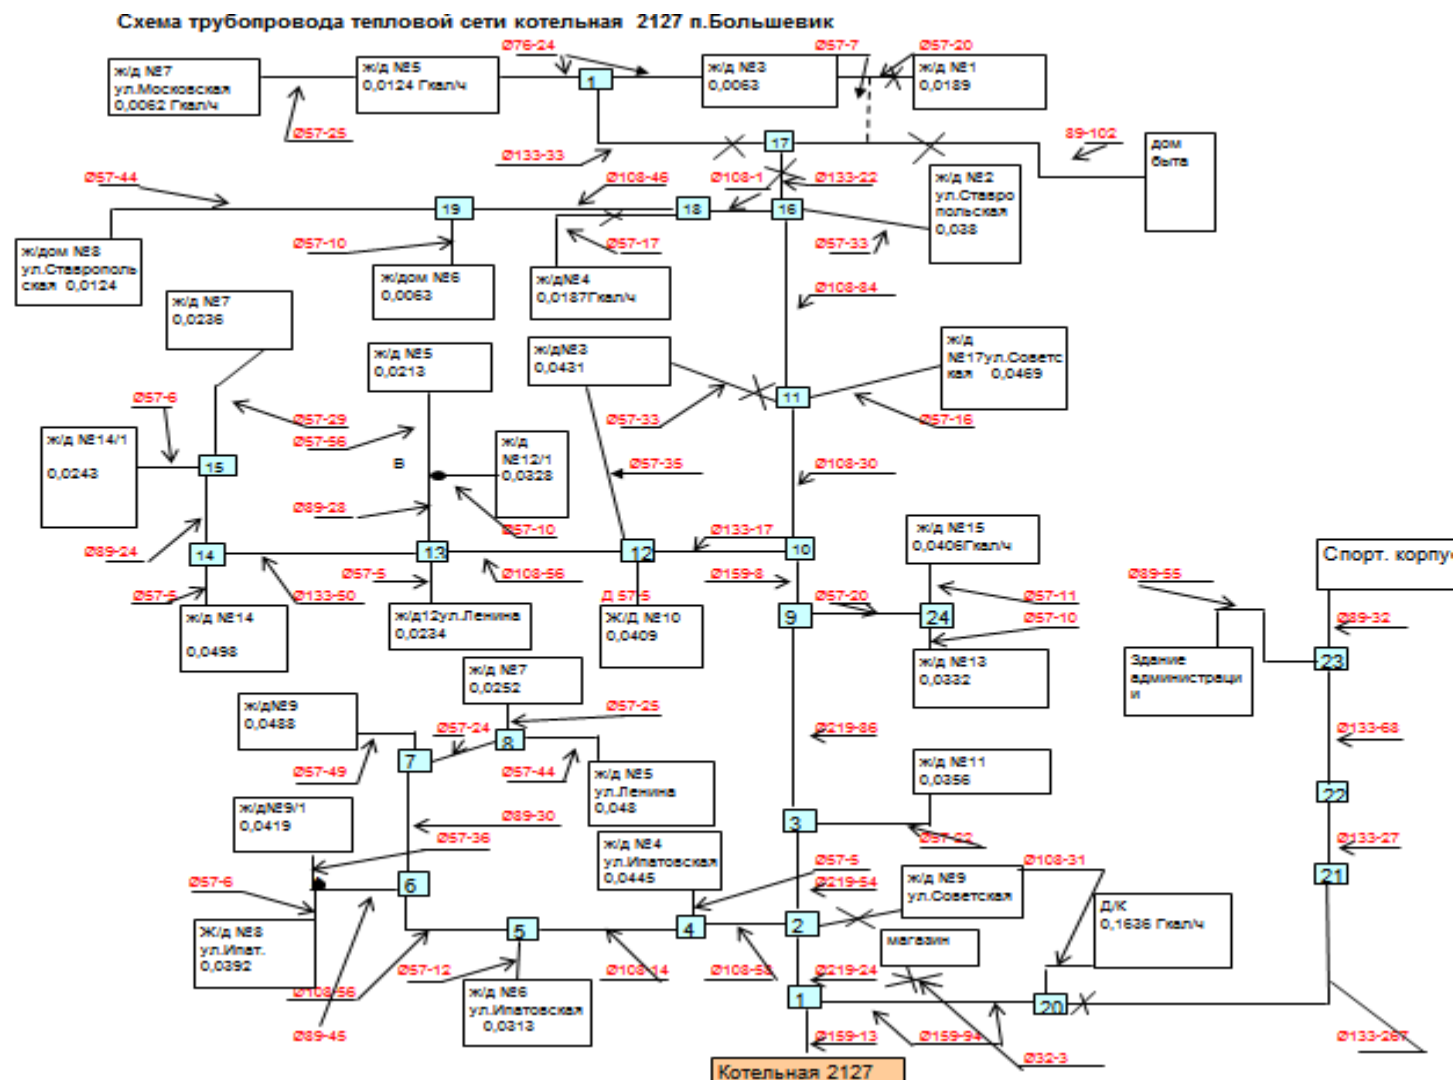 Схема трубопровода тепловой сети котельная 2127 п.Большевик
Ø76-24
Ø57-7
Ø57-20
ж/д №7
ул.Московская
0,0062 Гкал/ч
ж/д №5
0,0124 Гкал/ч
1
ж/д №3
0,0063
ж/д №1
0,0189
Ø57-25
Ø133-33
17
89-102
дом
быта
Ø57-44
Ø108-46
Ø108-1
Ø133-22
ж/д №2
ул.Ставро
польская
0,038
19
18
16
Ø57-10
Ø57-17
Ø57-33
ж/дом №8
ул.Ставрополь
ская 0,0124
ж/дом №6
0,0063
ж/д№4
0,0187Гкал/ч
Ø108-84
ж/д №7
0,0236
ж/д №5
0,0213
ж/д№3
0,0431
ж/д
№17ул.Советс
кая 0,0469
Ø57-6
11
Ø57-29
Ø57-33
Ø57-16
Ø57-56
ж/д №14/1
0,0243
15
В
ж/д
№12/1
0,0328
Ø57-35
Ø108-30
Ø89-28
Ø57-10
Ø133-17
ж/д №15
0,0406Гкал/ч
Спорт. корпу
Ø89-24
14
13
12
10
Ø57-5
Ø133-50
Ø57-5
Ø108-56
Ø159-8
Ø89-55
Д 57-5
Ø57-20
Ø57-11
ж/д №14
0,0498
ж/д12ул.Ленина
0,0234
Ж/Д №10
0,0409
9
24
Ø57-10
Ø89-32
ж/д №7
0,0252
ж/д №13
0,0332
Здание
администраци
и
23
ж/д№9
0,0488
Ø57-24
Ø57-25
8
Ø219-86
Ø133-68
7
Ø57-49
Ø57-44
ж/д №5
ул.Ленина
0,048
ж/д №11
0,0356
22
ж/д№9/1
0,0419
Ø89-30
3
Ø57-36
ж/д №4
ул.Ипатовская
0,0445
Ø57-22
Ø133-27
Ø57-5
Ø108-31
Ø57-6
6
Ø219-54
ж/д №9
ул.Советская
21
Ж/д №8
ул.Ипат.
0,0392
5
4
2
Д/К
0,1636 Гкал/ч
магазин
Ø57-12
Ø108-14
Ø108-58
Ø219-24
Ø108-56
ж/д №6
ул.Ипатовская
0,0313
1
20
Ø89-45
Ø159-13
Ø159-94
Ø133-267
Ø32-3
Котельная 2127